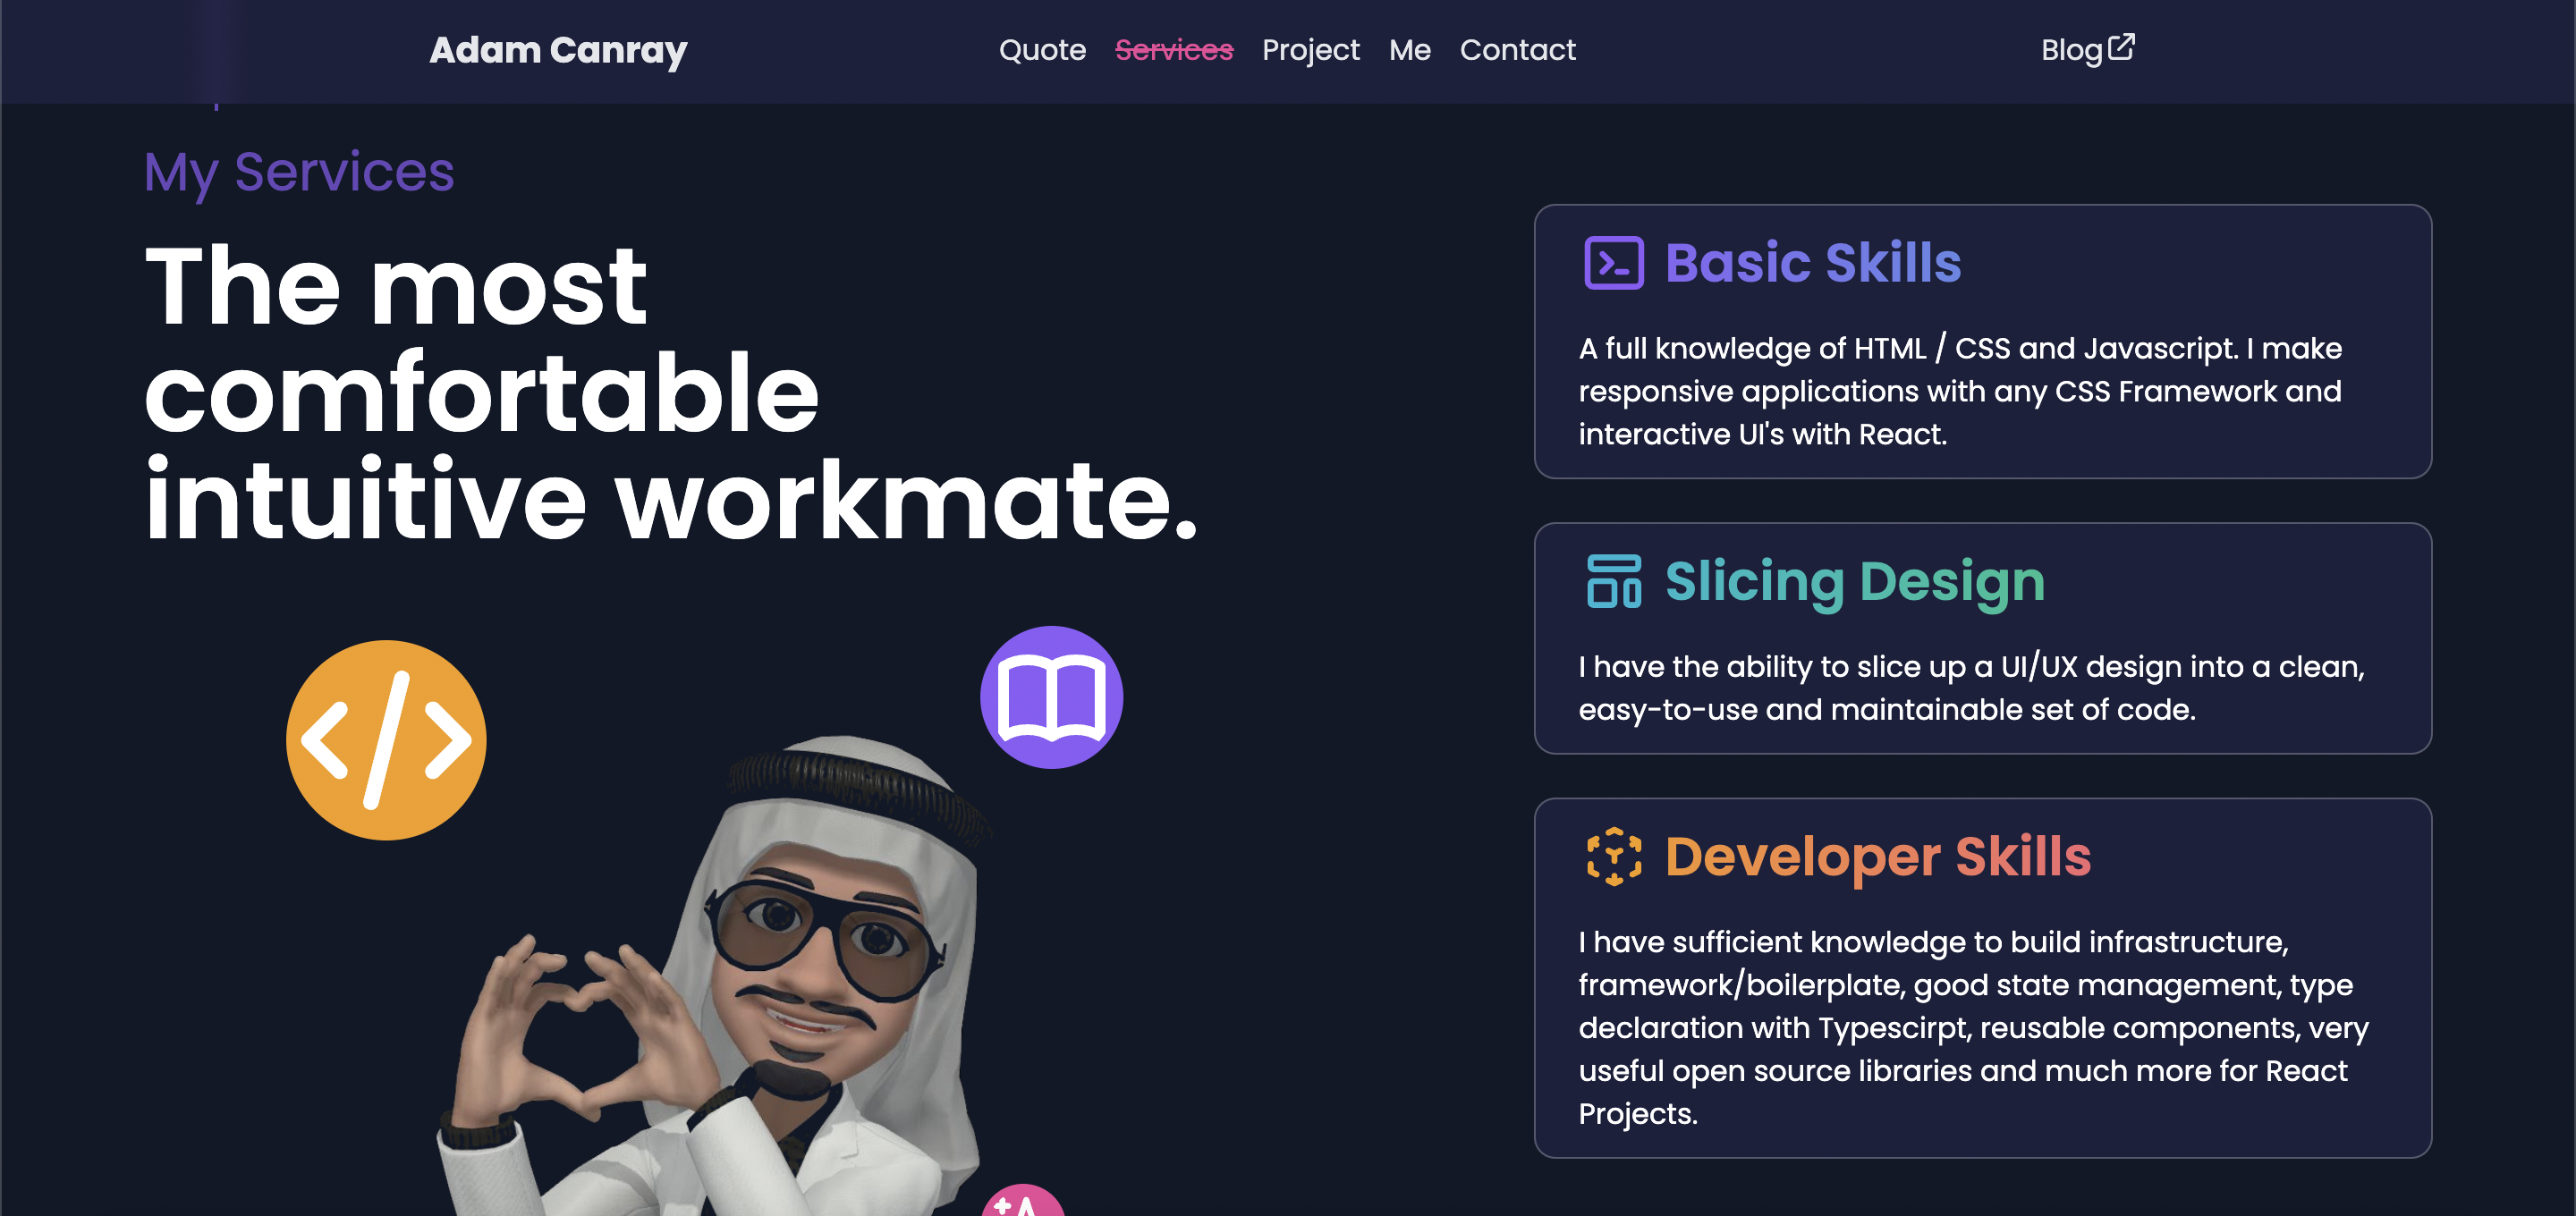 Adam Canray
Quote Services Project Me Contact
Blog
My Services
The most
comfortable
intuitive workmate.
Basic Skills
A full knowledge of HTML / CSS and Javascript. I make
responsive applications with any CSS Framework and
interactive UI's with React.
Slicing Design
I have the ability to slice up a UI/UX design into a clean,
easy-to-use and maintainable set of code.
Developer Skills
I have sufficient knowledge to build infrastructure,
framework/boilerplate, good state management, type
declaration with Typescirpt, reusable components, very
useful open source libraries and much more for React
Projects.